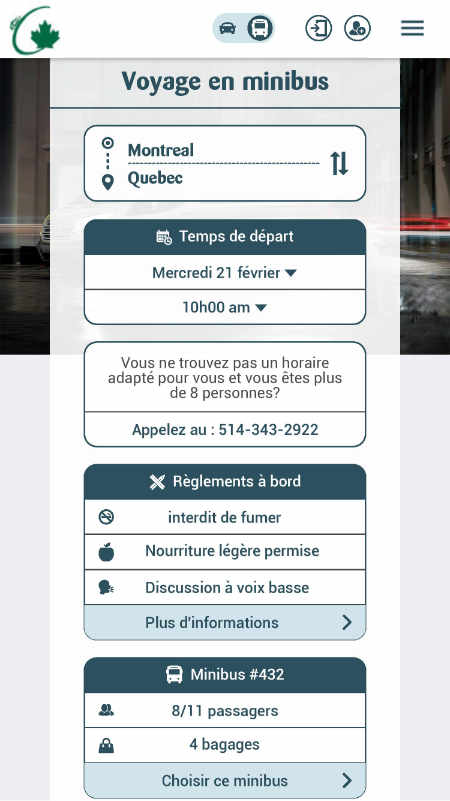 Voyage en minibus
Montreal
Quebec
Temps de départ
Mercredi 21 février
10h00 am
Vous ne trouvez pas un horaire
adapté pour vous et vous êtes plus
de 8 personnes?
Appelez au : 514-343-2922
Règlements à bord
interdit de fumer
Nourriture légère permise
Discussion à voix basse
Plus d'informations
Minibus #432
8/11 passagers
4 bagages
Choisir ce minibus